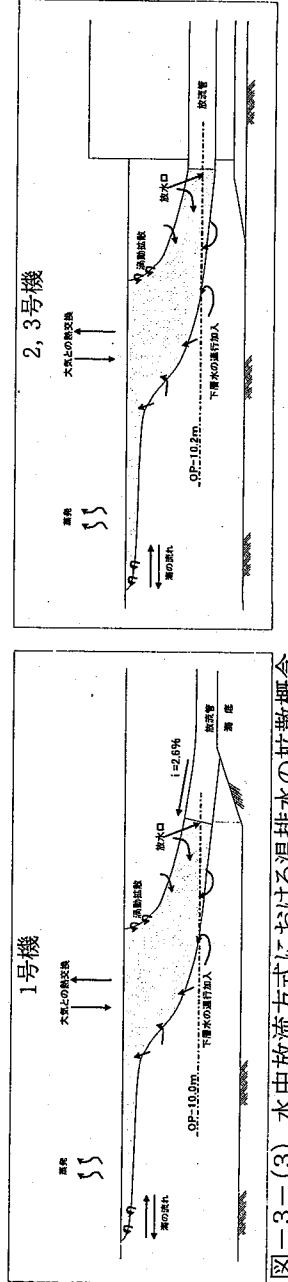 1号機
蒸発
大気との熱交換
渦動拡散
i=2.6%
放水口
放流管
海底
海の流れ
OP-10.0m
下層水の連行加入
2,3号機
蒸発
大気との熱交換
渦動拡散
放水口
放流管
海の流れ
OP-10.2m
下層水の連行加入
図-3-(3) 水中放流方式における温排水の拡散概念